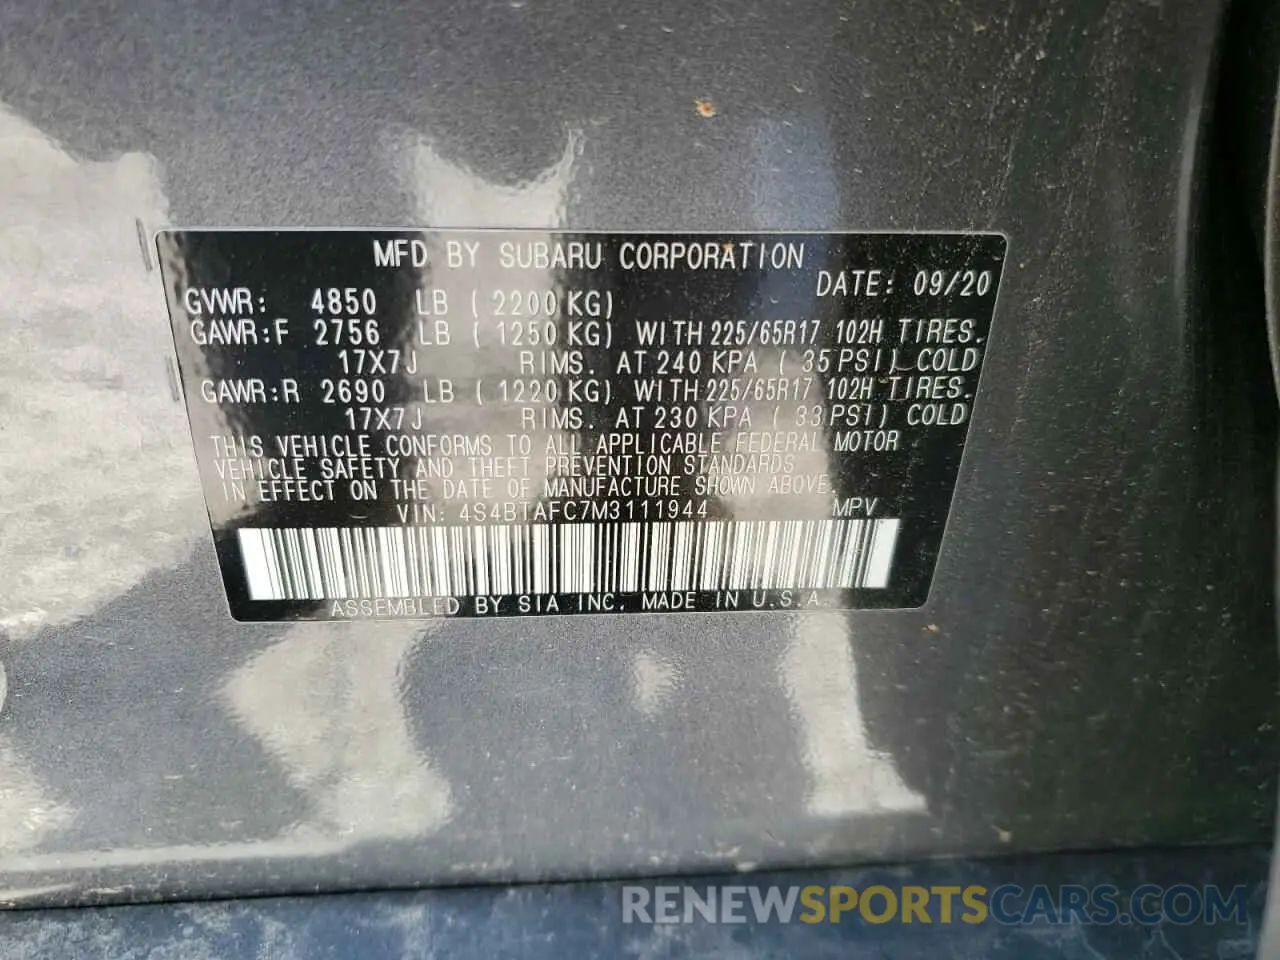 MFD BY SUBARU CORPORATION
DATE: 09/20
GVWR: 4850 LB ( 2200 KG)
GAWR:F 2756 LB ( 1250 KG) WITH 225/65R17 102H TIRES.
17X7J RIMS. AT 240 KPA ( 35 PSI) COLD
GAWR:R 2690 LB ( 1220 KG) WITH 225/65R17 102H TIRES.
17X7J RIMS. AT 230 KPA ( 33 PSI) COLD
THIS VEHICLE CONFORMS TO ALL APPLICABLE FEDERAL MOTOR
VEHICLE SAFETY AND THEFT PREVENTION STANDARDS
IN EFFECT ON THE DATE OF MANUFACTURE SHOWN ABOVE.
VIN: 4S4BTAFC7M3111944 MPV
ASSEMBLED BY SIA INC. MADE IN U.S.A.
RENEWSPORTSCARS.COM